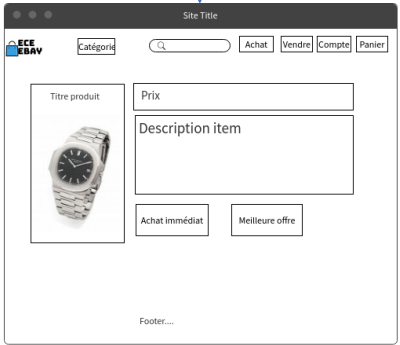 Site Title
ECE
EBAY
Catégorie
Achat
Vendre
Compte
Panier
Titre produit
Prix
Description item
Achat immédiat
Meilleure offre
Footer....